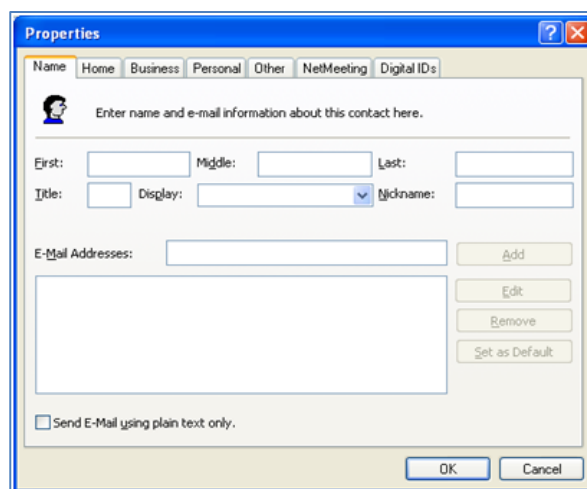 Properties
?
Name Home Business Personal Other NetMeeting Digital IDs
Enter name and e-mail information about this contact here.
First: Middle: Last:
Title: Display: Nickname:
E-Mail Addresses: Add
Edit
Remove
Set as Default
Send E-Mail using plain text only.
OK Cancel